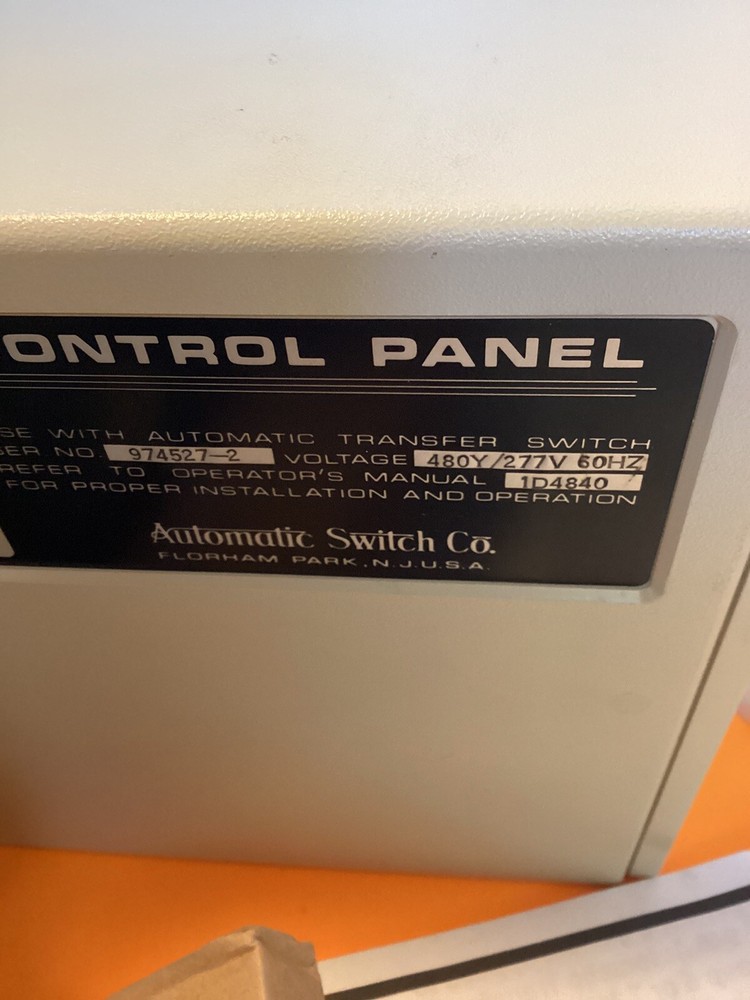 ONTROL PANEL
SE WITH AUTOMATIC TRANSFER SWITCH
SER NO. 974527-2 VOLTAGE 480Y/277V 60HZ
REFER TO OPERATOR'S MANUAL 1D4840
FOR PROPER INSTALLATION AND OPERATION
Automatic Switch Co.
FLORHAM PARK, N.J.U.S.A.